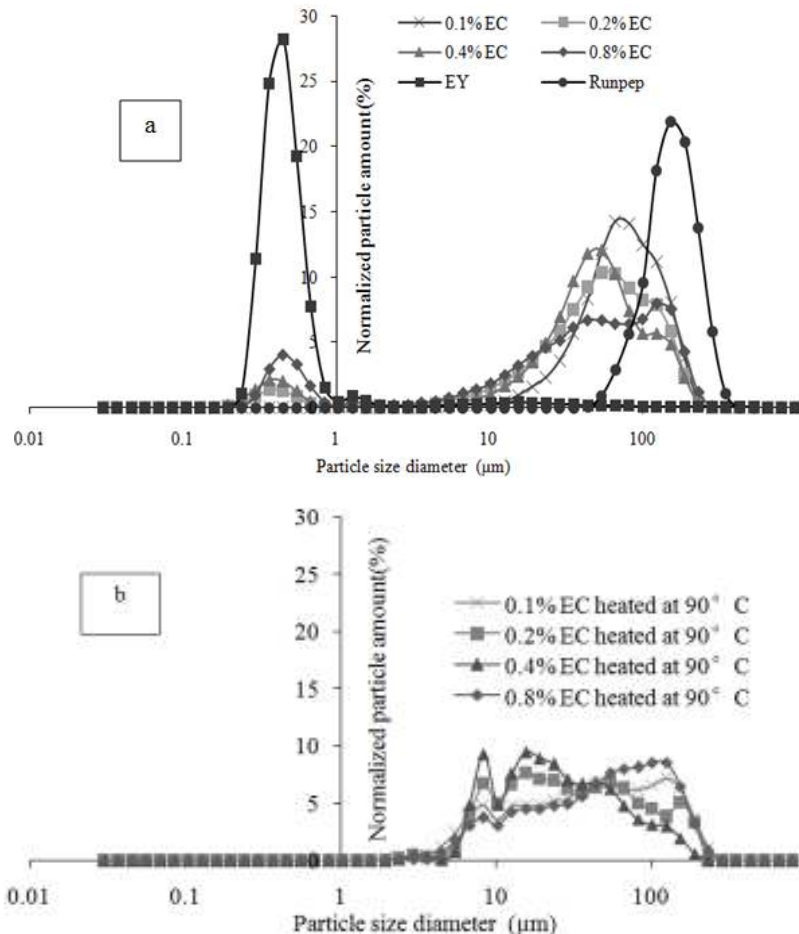 30
25
20
15
10
5
0
Normalized particle amount(%)
0.1% EC
0.2% EC
0.4% EC
0.8% EC
EY
Runpep
a
0.01
0.1
1
10
100
Particle size diameter (μm)
30
25
20
15
10
5
0
Normalized particle amount(%)
b
0.1% EC heated at 90° C
0.2% EC heated at 90° C
0.4% EC heated at 90° C
0.8% EC heated at 90° C
0.01
0.1
1
10
100
Particle size diameter (μm)